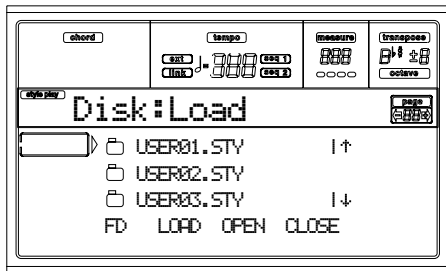 chord tempo measure transpose
ext seq 1
link seq 2
octave
style play
Disk:Load
page
USER01.STY
USER02.STY
USER03.STY
FD LOAD OPEN CLOSE